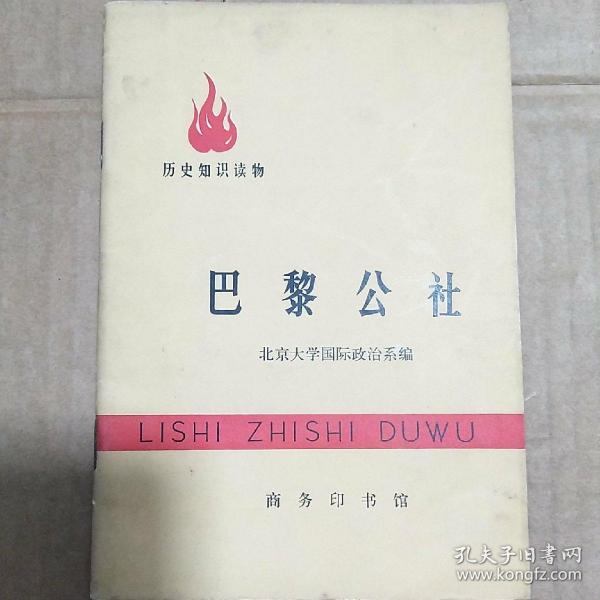 历史知识读物
巴黎公社
北京大学国际政治系编
LISHI ZHISHI DUWU
商务印书馆
孔夫子旧书网
www.kongfz.com